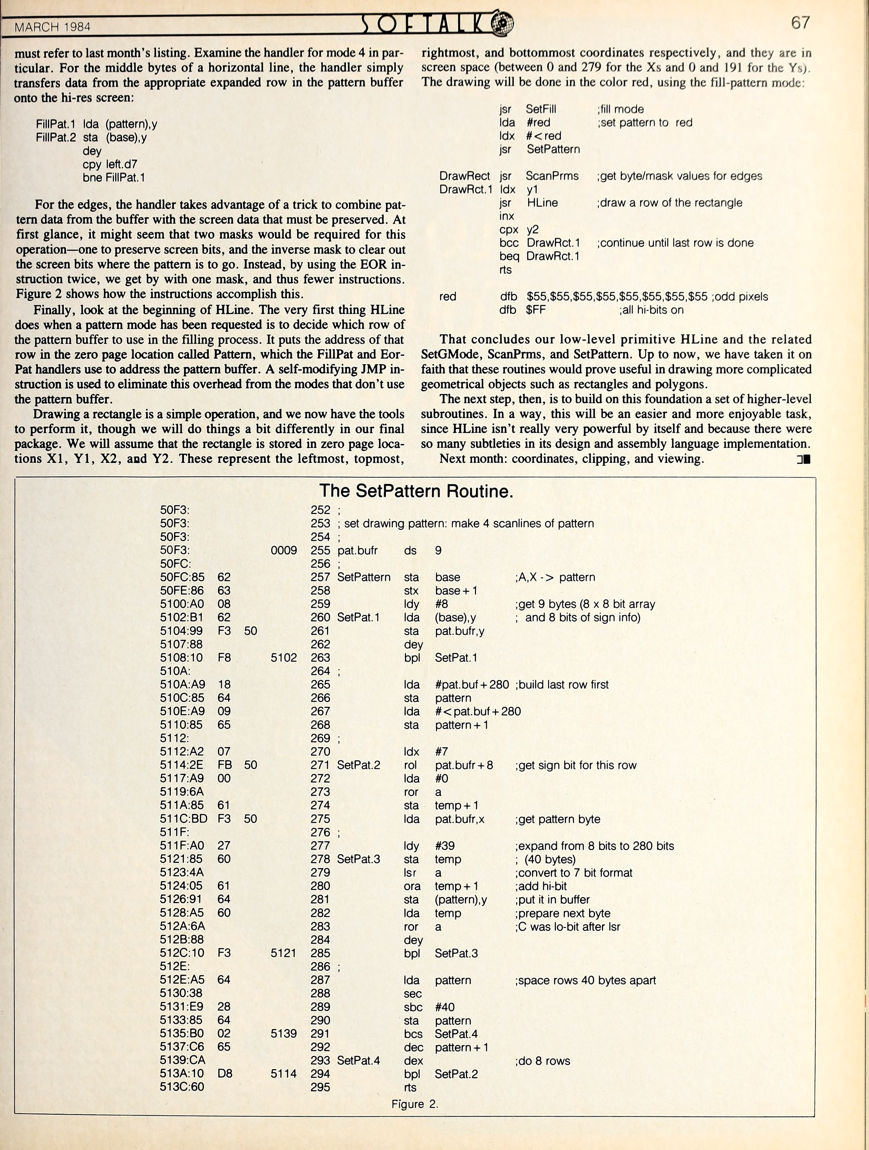 MARCH 1984
SOFTALK
67
must refer to last month's listing. Examine the handler for mode 4 in par-
ticular. For the middle bytes of a horizontal line, the handler simply
transfers data from the appropriate expanded row in the pattern buffer
onto the hi-res screen:
FillPat.1 lda (pattern),y
FillPat.2 sta (base),y
dey
cpy left.d7
bne FillPat.1
For the edges, the handler takes advantage of a trick to combine pat-
tern data from the buffer with the screen data that must be preserved. At
first glance, it might seem that two masks would be required for this
operation—one to preserve screen bits, and the inverse mask to clear out
the screen bits where the pattern is to go. Instead, by using the EOR in-
struction twice, we get by with one mask, and thus fewer instructions.
Figure 2 shows how the instructions accomplish this.
Finally, look at the beginning of HLine. The very first thing HLine
does when a pattern mode has been requested is to decide which row of
the pattern buffer to use in the filling process. It puts the address of that
row in the zero page location called Pattern, which the FillPat and Eor-
Pat handlers use to address the pattern buffer. A self-modifying JMP in-
struction is used to eliminate this overhead from the modes that don't use
the pattern buffer.
Drawing a rectangle is a simple operation, and we now have the tools
to perform it, though we will do things a bit differently in our final
package. We will assume that the rectangle is stored in zero page loca-
tions X1, Y1, X2, and Y2. These represent the leftmost, topmost,
rightmost, and bottommost coordinates respectively, and they are in
screen space (between 0 and 279 for the Xs and 0 and 191 for the Ys).
The drawing will be done in the color red, using the fill-pattern mode:
jsr SetFill ;fill mode
lda #red ;set pattern to red
ldx #<red
jsr SetPattern
DrawRect jsr ScanPrms ;get byte/mask values for edges
DrawRct.1 ldx y1
jsr HLine ;draw a row of the rectangle
inx
cpx y2
bcc DrawRct.1 ;continue until last row is done
beq DrawRct.1
rts
red dfb $55,$55,$55,$55,$55,$55,$55,$55 ;odd pixels
dfb $FF ;all hi-bits on
That concludes our low-level primitive HLine and the related
SetGMode, ScanPrms, and SetPattern. Up to now, we have taken it on
faith that these routines would prove useful in drawing more complicated
geometrical objects such as rectangles and polygons.
The next step, then, is to build on this foundation a set of higher-level
subroutines. In a way, this will be an easier and more enjoyable task,
since HLine isn't really very powerful by itself and because there were
so many subtleties in its design and assembly language implementation.
Next month: coordinates, clipping, and viewing.
The SetPattern Routine.
50F3: 252 ;
50F3: 253 ; set drawing pattern: make 4 scanlines of pattern
50F3: 254 ;
50F3: 0009 255 pat.bufr ds 9
50FC: 256 ;
50FC:85 62 257 SetPattern sta base ;A,X -> pattern
50FE:86 63 258 stx base+1
5100:A0 08 259 ldy #8 ;get 9 bytes (8 x 8 bit array
5102:B1 62 260 SetPat.1 lda (base),y ; and 8 bits of sign info)
5104:99 F3 50 261 sta pat.bufr,y
5107:88 262 dey
5108:10 F8 5102 263 bpl SetPat.1
510A: 264 ;
510A:A9 18 265 lda #pat.buf+280 ;build last row first
510C:85 64 266 sta pattern
510E:A9 09 267 lda #<pat.buf+280
5110:85 65 268 sta pattern+1
5112: 269 ;
5112:A2 07 270 ldx #7
5114:2E FB 50 271 SetPat.2 rol pat.bufr+8 ;get sign bit for this row
5117:A9 00 272 lda #0
5119:6A 273 ror a
511A:85 61 274 sta temp+1
511C:BD F3 50 275 lda pat.bufr,x ;get pattern byte
511F: 276 ;
511F:A0 27 277 ldy #39 ;expand from 8 bits to 280 bits
5121:85 60 278 SetPat.3 sta temp ; (40 bytes)
5123:4A 279 lsr a ;convert to 7 bit format
5124:05 61 280 ora temp+1 ;add hi-bit
5126:91 64 281 sta (pattern),y ;put it in buffer
5128:A5 60 282 lda temp ;prepare next byte
512A:6A 283 ror a ;C was lo-bit after lsr
512B:88 284 dey
512C:10 F3 5121 285 bpl SetPat.3
512E: 286 ;
512E:A5 64 287 lda pattern ;space rows 40 bytes apart
5130:38 288 sec
5131:E9 28 289 sbc #40
5133:85 64 290 sta pattern
5135:B0 02 5139 291 bcs SetPat.4
5137:C6 65 292 dec pattern+1
5139:CA 293 SetPat.4 dex ;do 8 rows
513A:10 D8 5114 294 bpl SetPat.2
513C:60 295 rts
Figure 2.